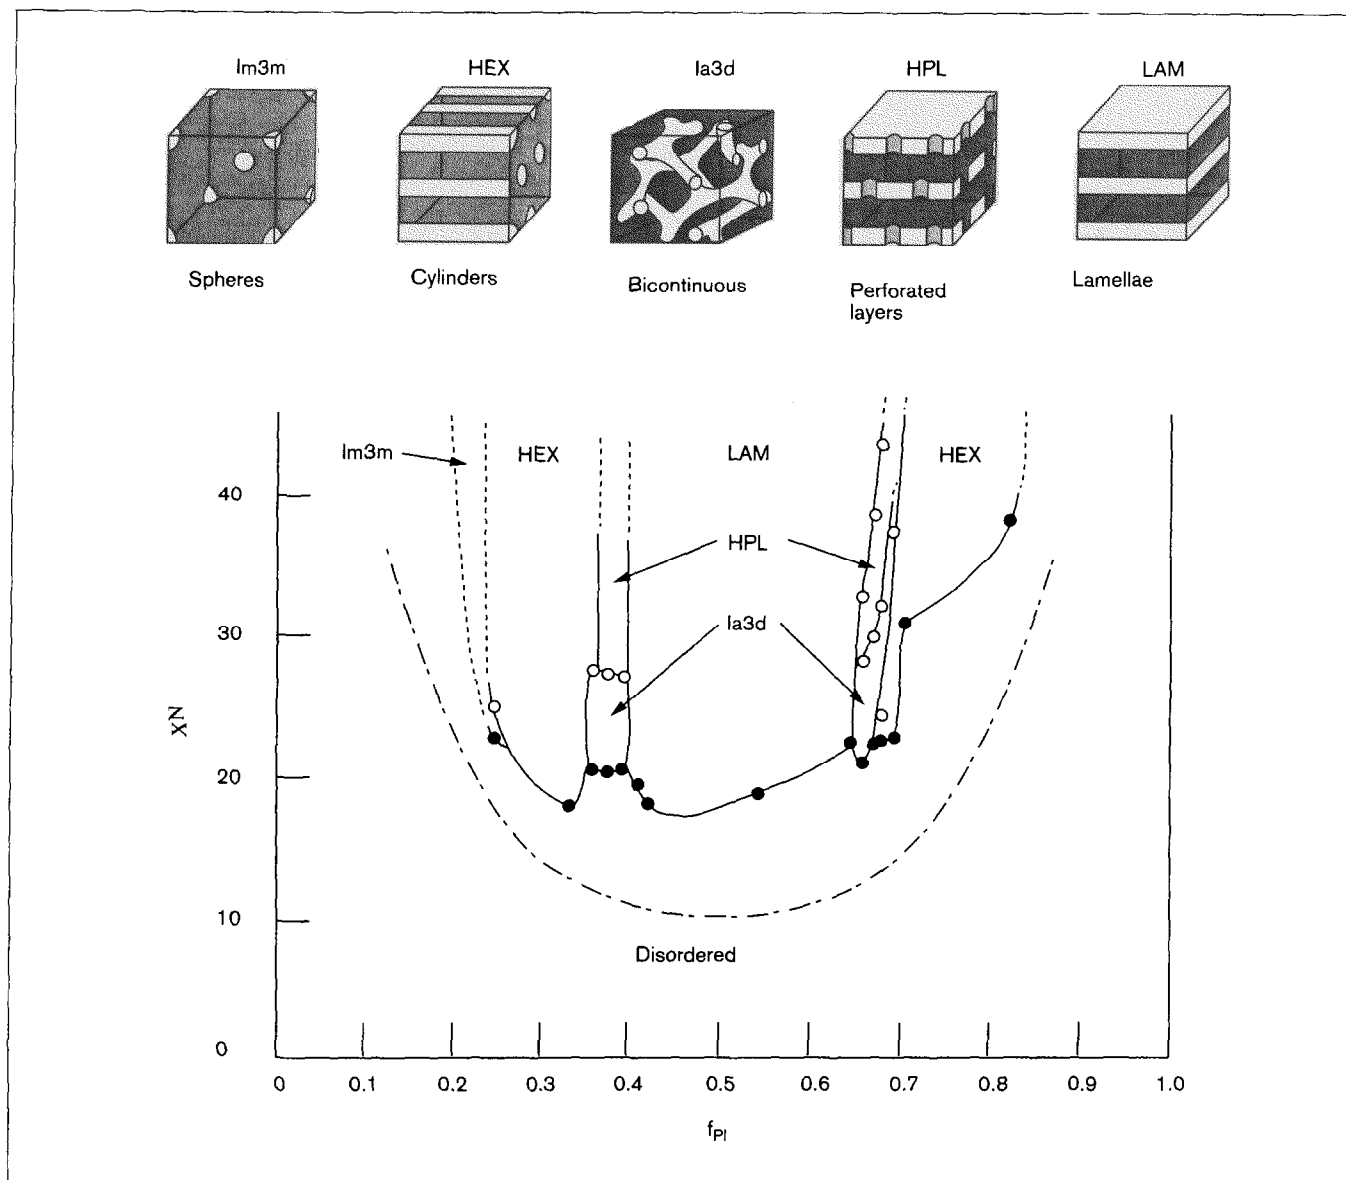 Im3m HEX Ia3d HPL LAM
Spheres Cylinders Bicontinuous Perforated layers Lamellae
Im3m HEX LAM HEX
40
HPL
30
Ia3d
χN
20
10
Disordered
0
0 0.1 0.2 0.3 0.4 0.5 0.6 0.7 0.8 0.9 1.0
fPI